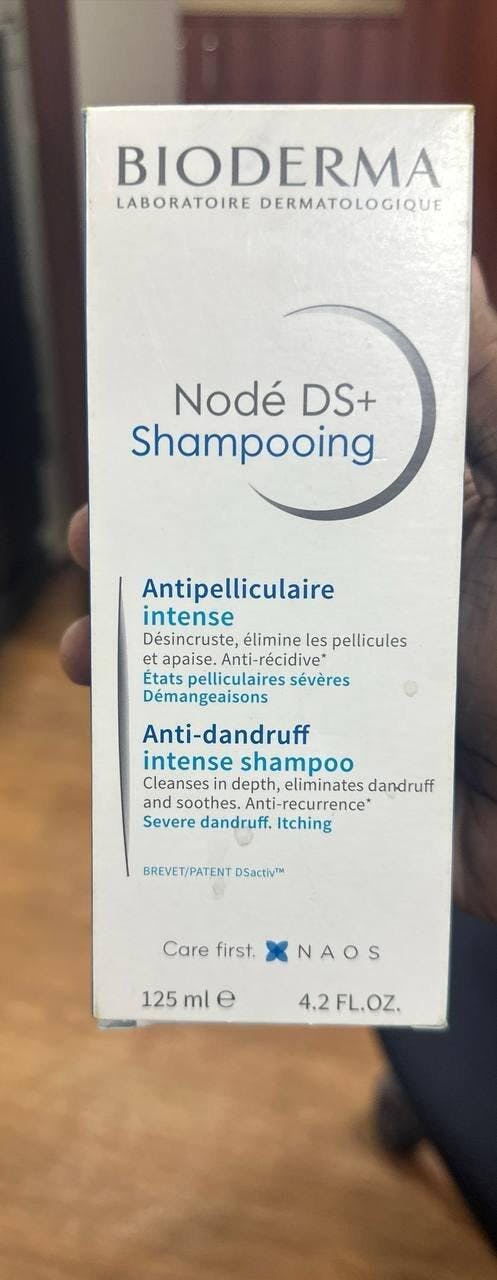 BIODERMA
LABORATOIRE DERMATOLOGIQUE
Nodé DS+
Shampooing
Antipelliculaire
intense
Désincruste, élimine les pellicules
et apaise. Anti-récidive*
États pelliculaires sévères
Démangeaisons
Anti-dandruff
intense shampoo
Cleanses in depth, eliminates dandruff
and soothes. Anti-recurrence*
Severe dandruff. Itching
BREVET/PATENT DSactiv™
Care first. NAOS
125 ml ℮ 4.2 FL.OZ.